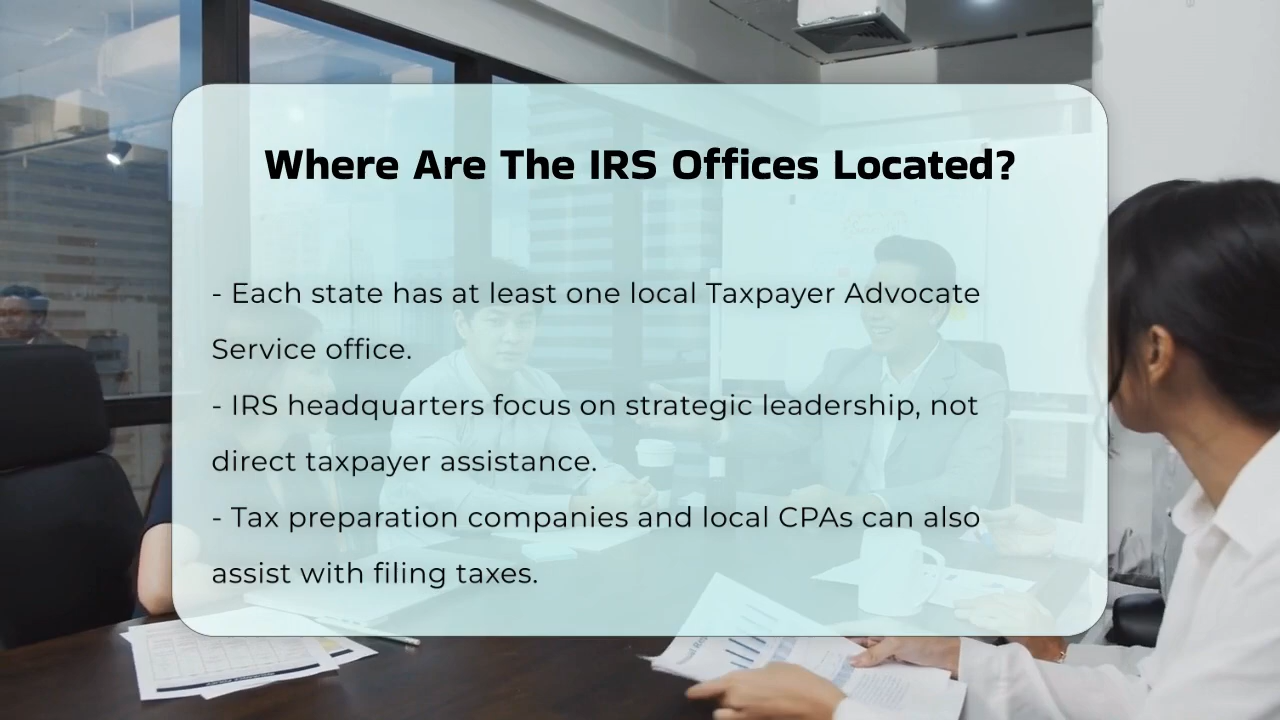 Where Are The IRS Offices Located?
- Each state has at least one local Taxpayer Advocate
Service office.
- IRS headquarters focus on strategic leadership, not
direct taxpayer assistance.
- Tax preparation companies and local CPAs can also
assist with filing taxes.